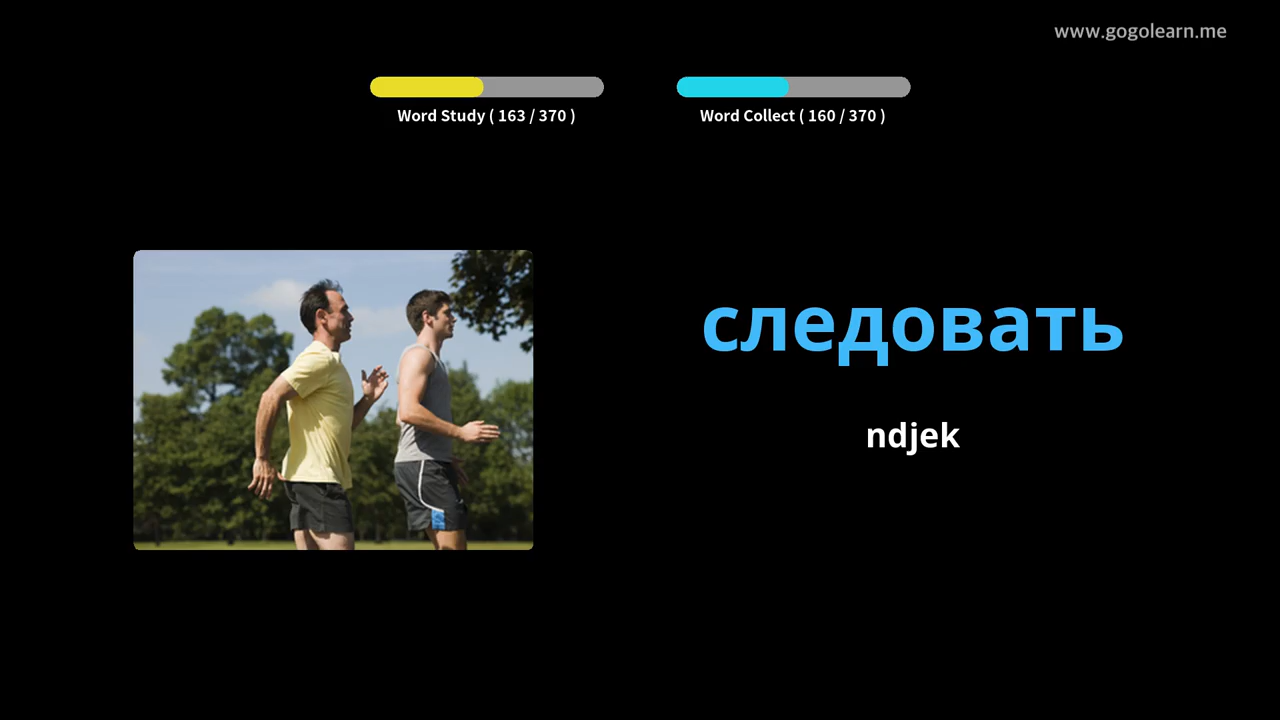 www.gogolearn.me
Word Study ( 163 / 370 )
Word Collect ( 160 / 370 )
следовать
ndjek